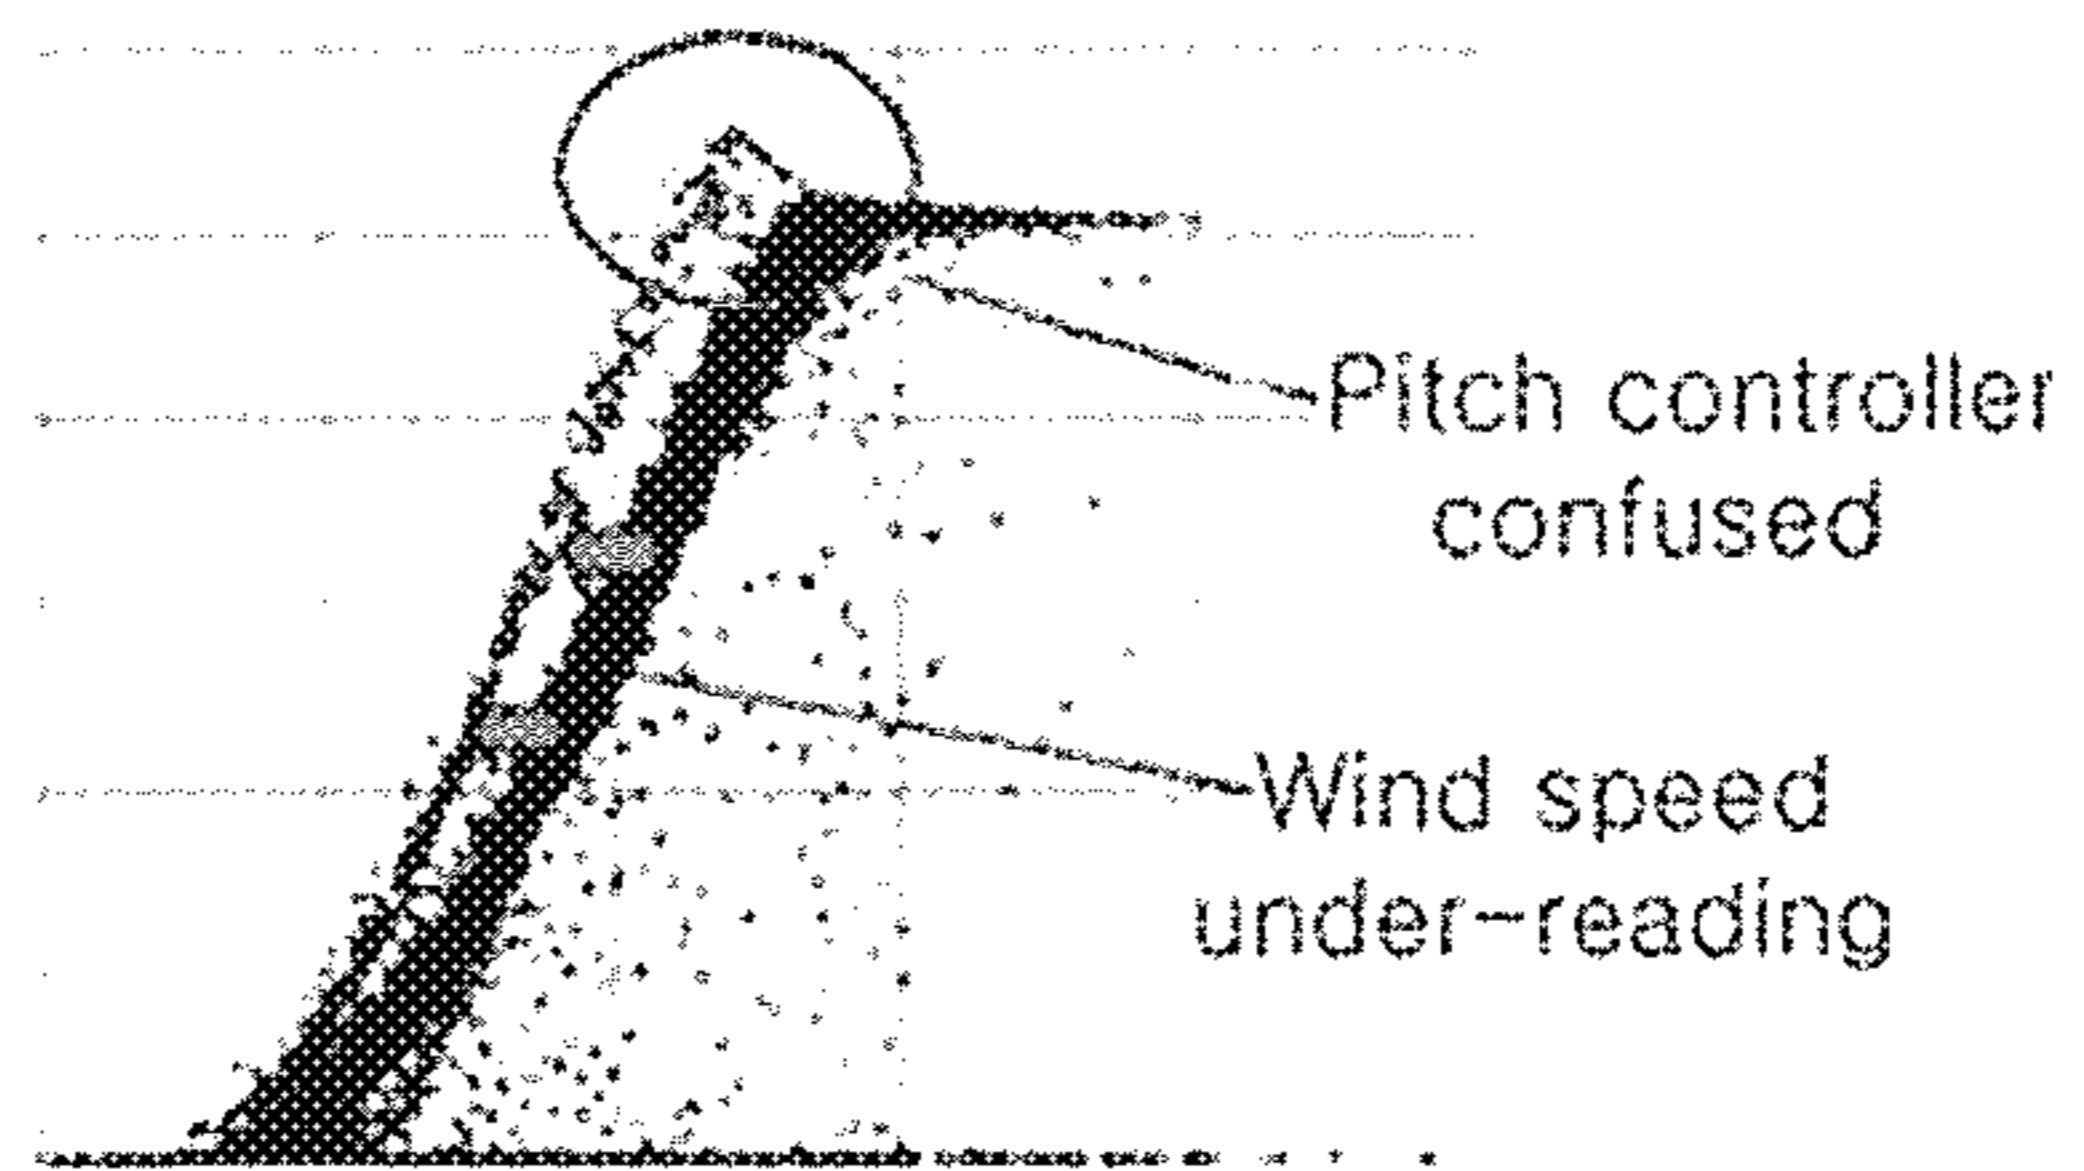 Pitch controller
confused
Wind speed
under-reading